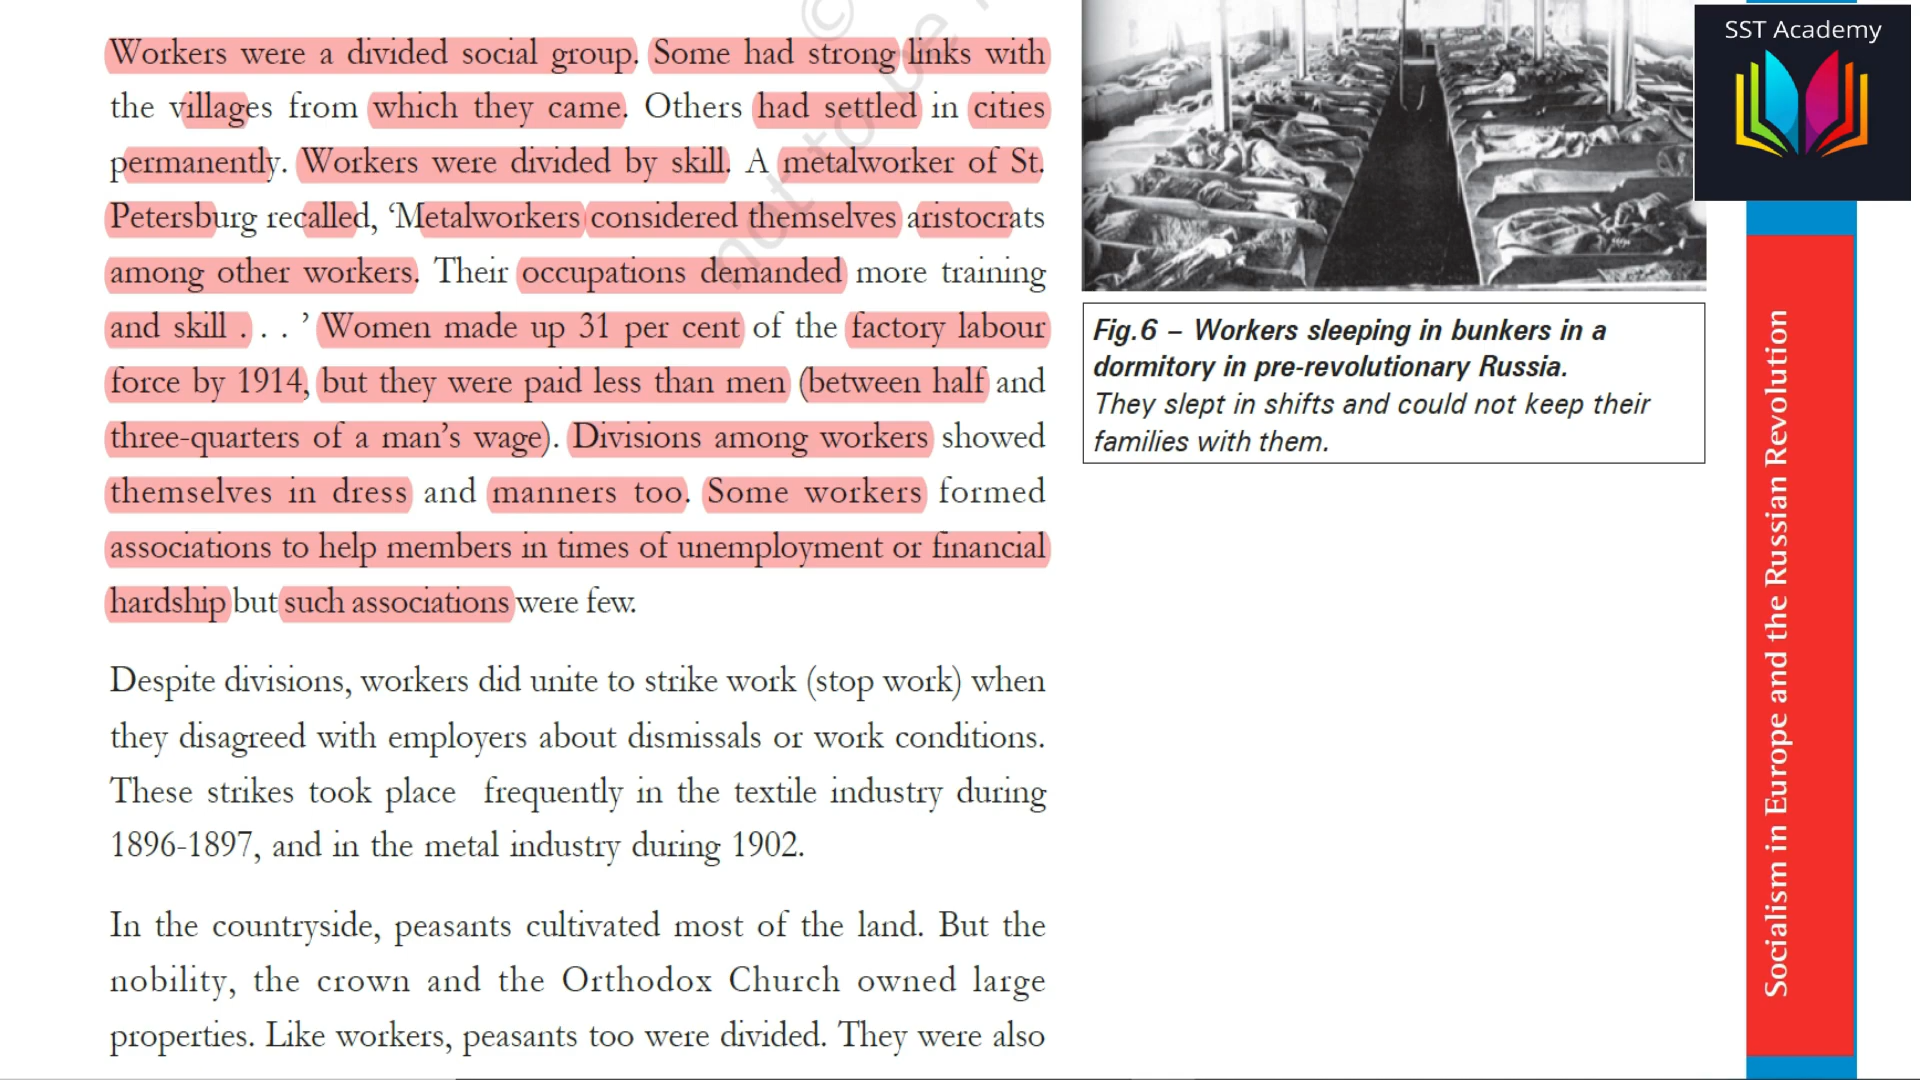 Workers were a divided social group. Some had strong links with
the villages from which they came. Others had settled in cities
permanently. Workers were divided by skill. A metalworker of St.
Petersburg recalled, ‘Metalworkers considered themselves aristocrats
among other workers. Their occupations demanded more training
and skill . . . ’ Women made up 31 per cent of the factory labour
force by 1914, but they were paid less than men (between half and
three-quarters of a man’s wage). Divisions among workers showed
themselves in dress and manners too. Some workers formed
associations to help members in times of unemployment or financial
hardship but such associations were few.
Despite divisions, workers did unite to strike work (stop work) when
they disagreed with employers about dismissals or work conditions.
These strikes took place frequently in the textile industry during
1896-1897, and in the metal industry during 1902.
In the countryside, peasants cultivated most of the land. But the
nobility, the crown and the Orthodox Church owned large
properties. Like workers, peasants too were divided. They were also
© not to be
Fig.6 – Workers sleeping in bunkers in a
dormitory in pre-revolutionary Russia.
They slept in shifts and could not keep their
families with them.
SST Academy
Socialism in Europe and the Russian Revolution